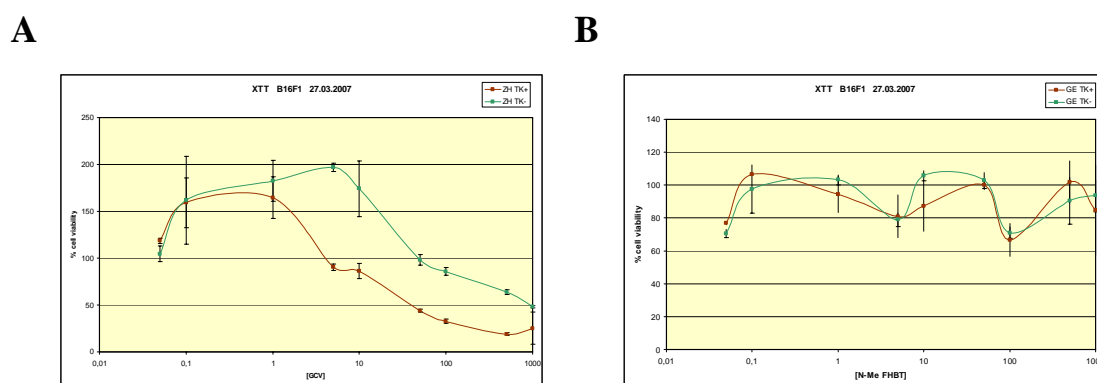 A
B
XTT B16F1 27.03.2007
ZH TK+
ZH TK-
250
200
150
100
50
0
0,01
0,1
1
10
100
1000
% cell viability
[GCV]
XTT B16F1 27.03.2007
GE TK+
GE TK-
140
120
100
80
60
40
20
0
0,01
0,1
1
10
100
100
% cell viability
[N-Me FHBT]